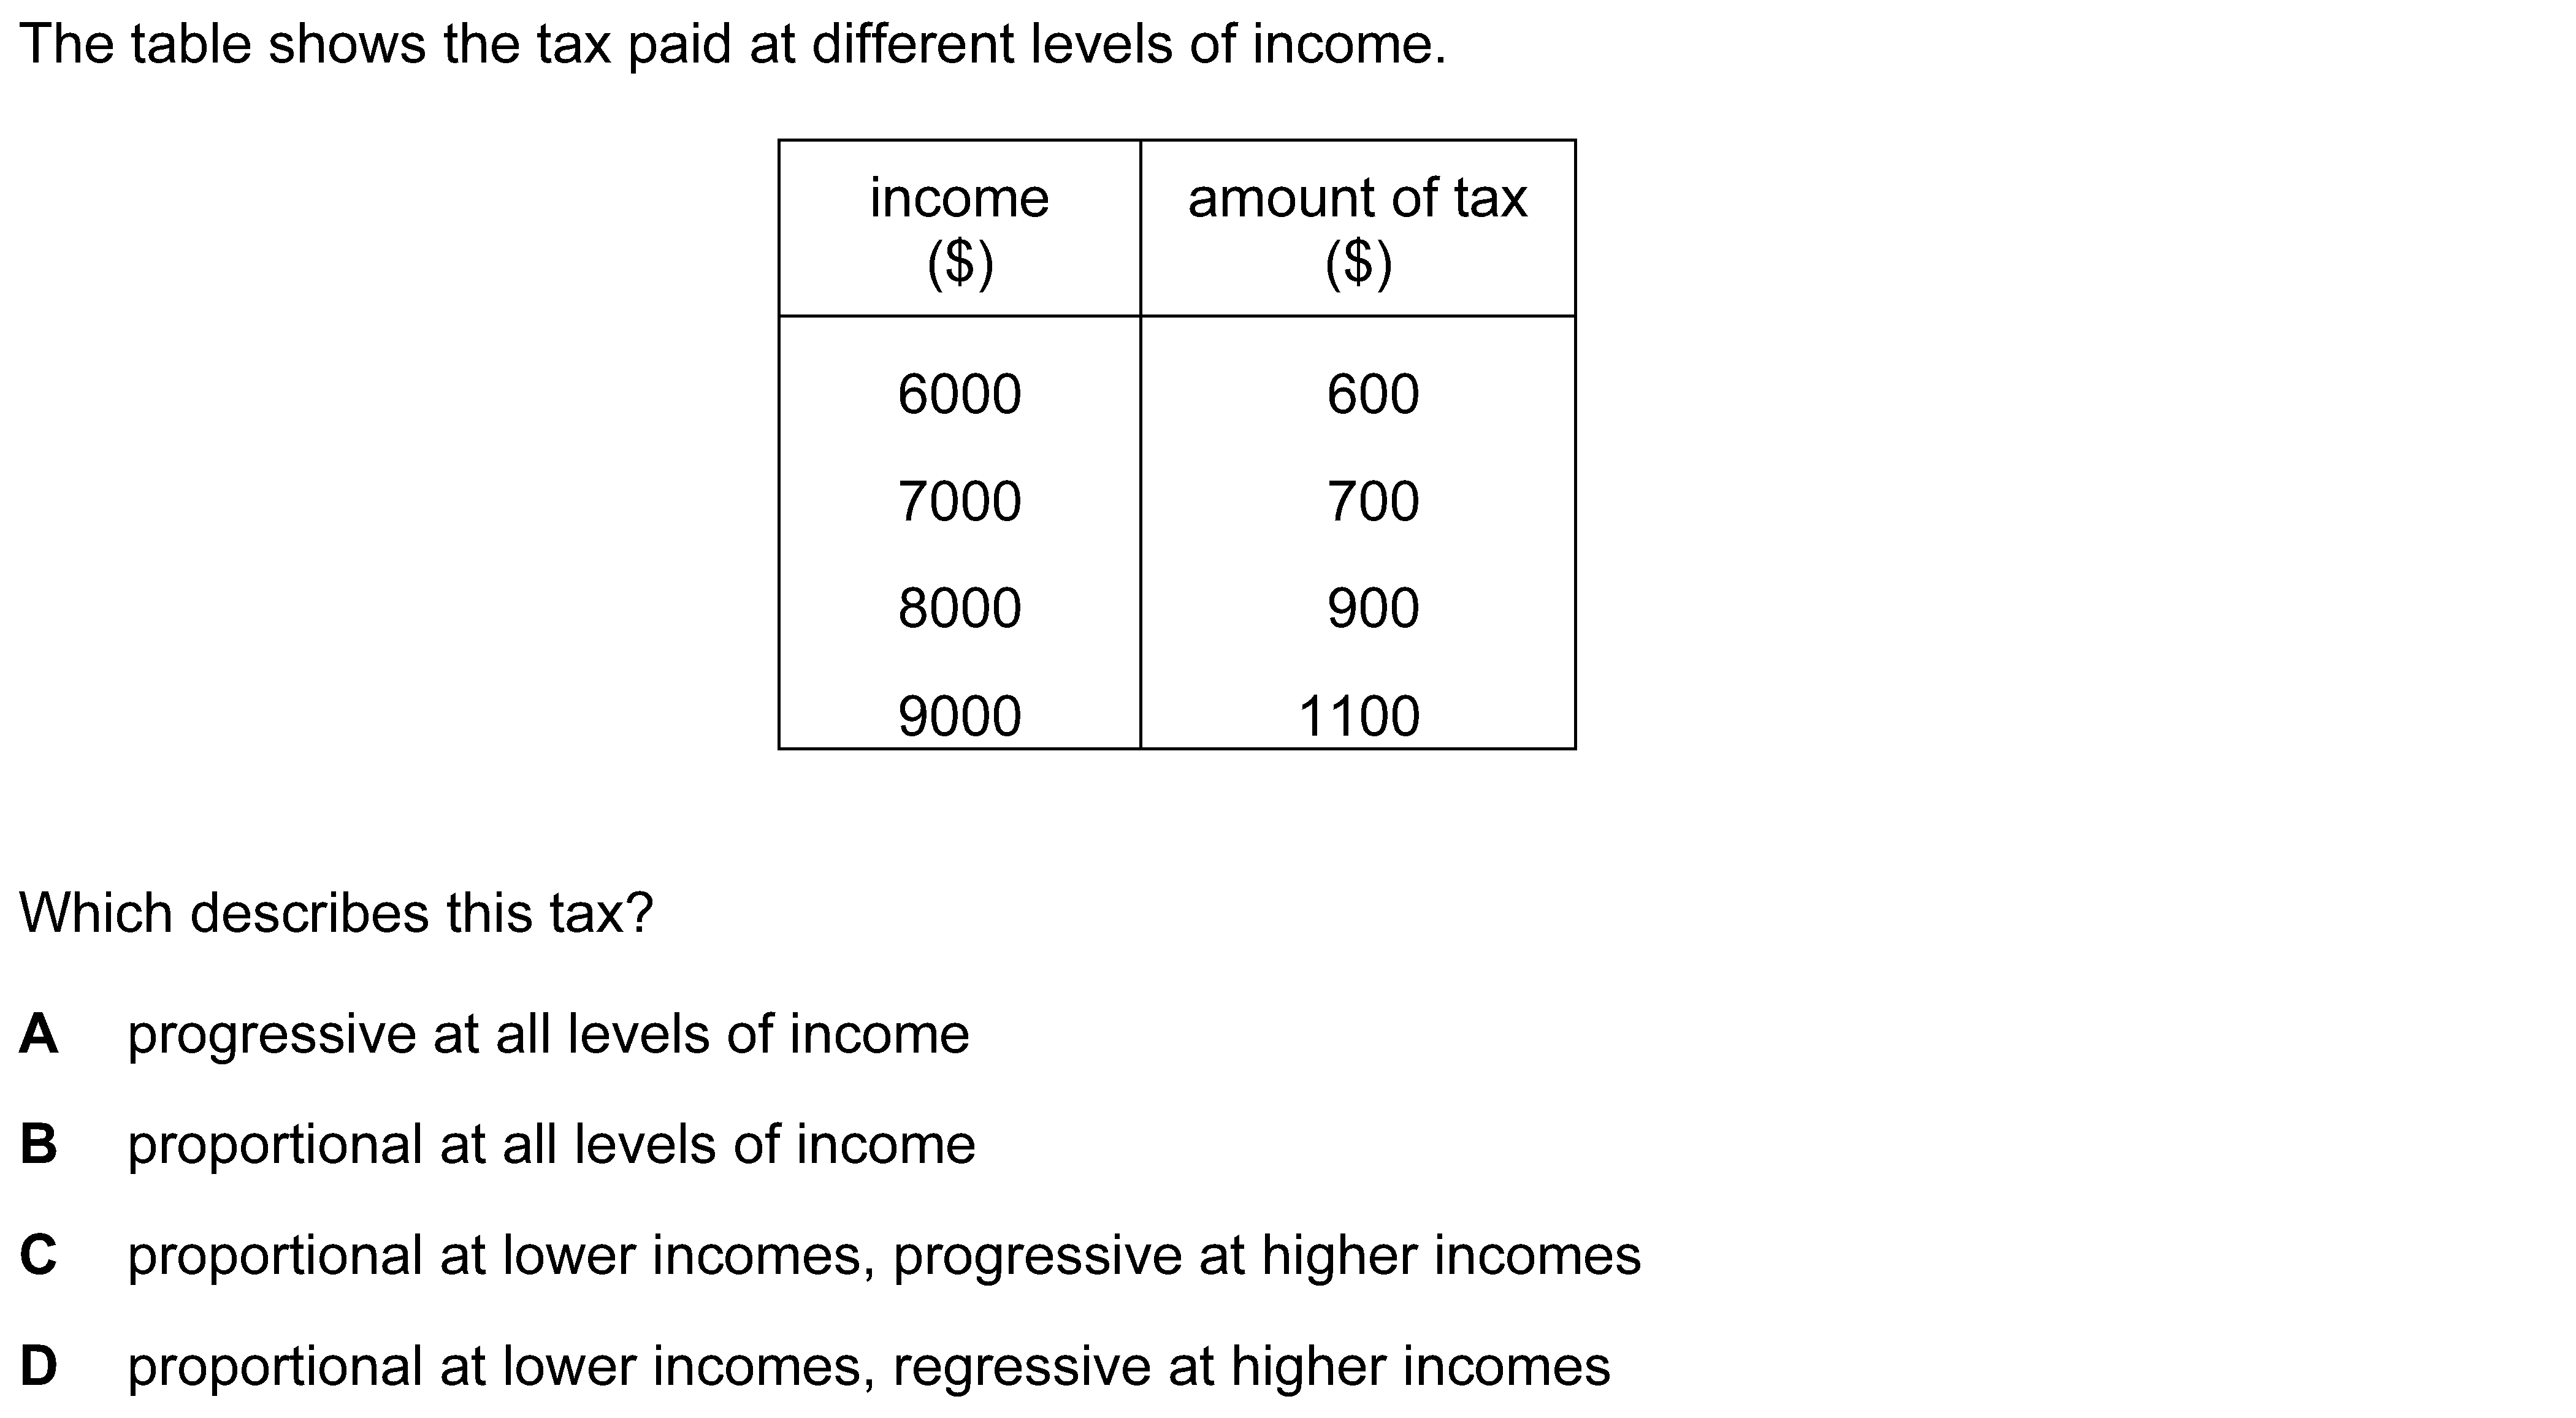 The table shows the tax paid at different levels of income.
income ($) amount of tax ($)
6000 600
7000 700
8000 900
9000 1100
Which describes this tax?
A progressive at all levels of income
B proportional at all levels of income
C proportional at lower incomes, progressive at higher incomes
D proportional at lower incomes, regressive at higher incomes